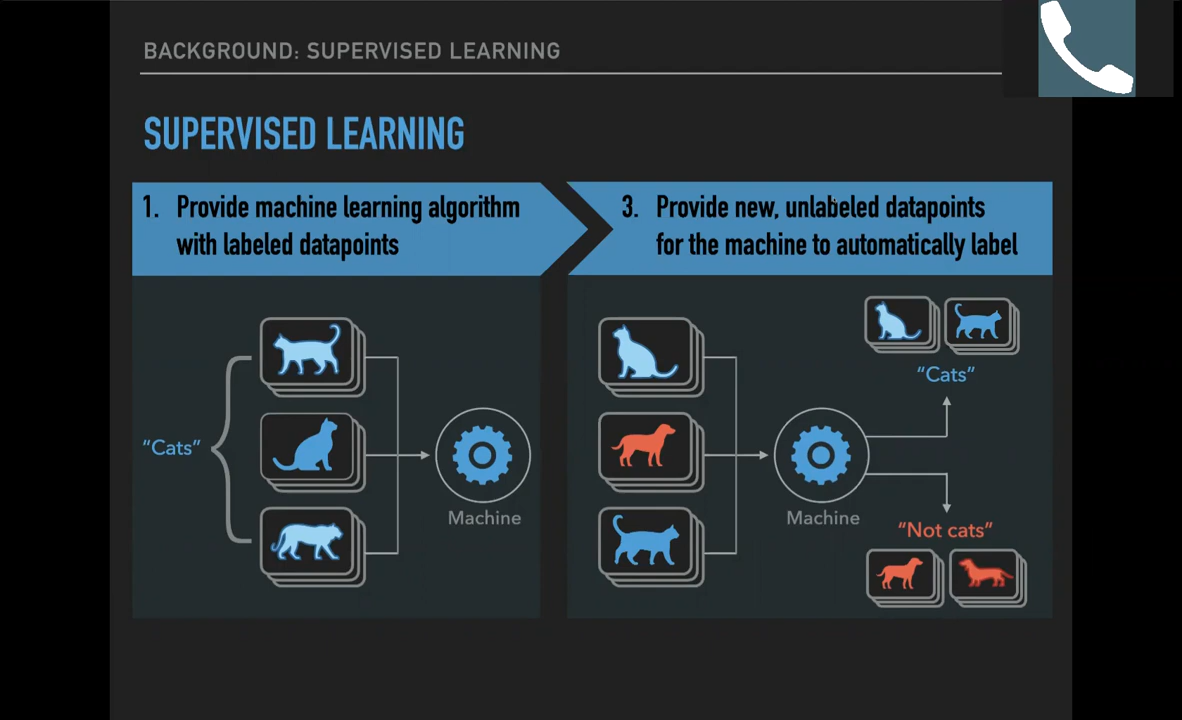 BACKGROUND: SUPERVISED LEARNING
SUPERVISED LEARNING
1. Provide machine learning algorithm
with labeled datapoints
“Cats”
Machine
3. Provide new, unlabeled datapoints
for the machine to automatically label
Machine
“Cats”
“Not cats”